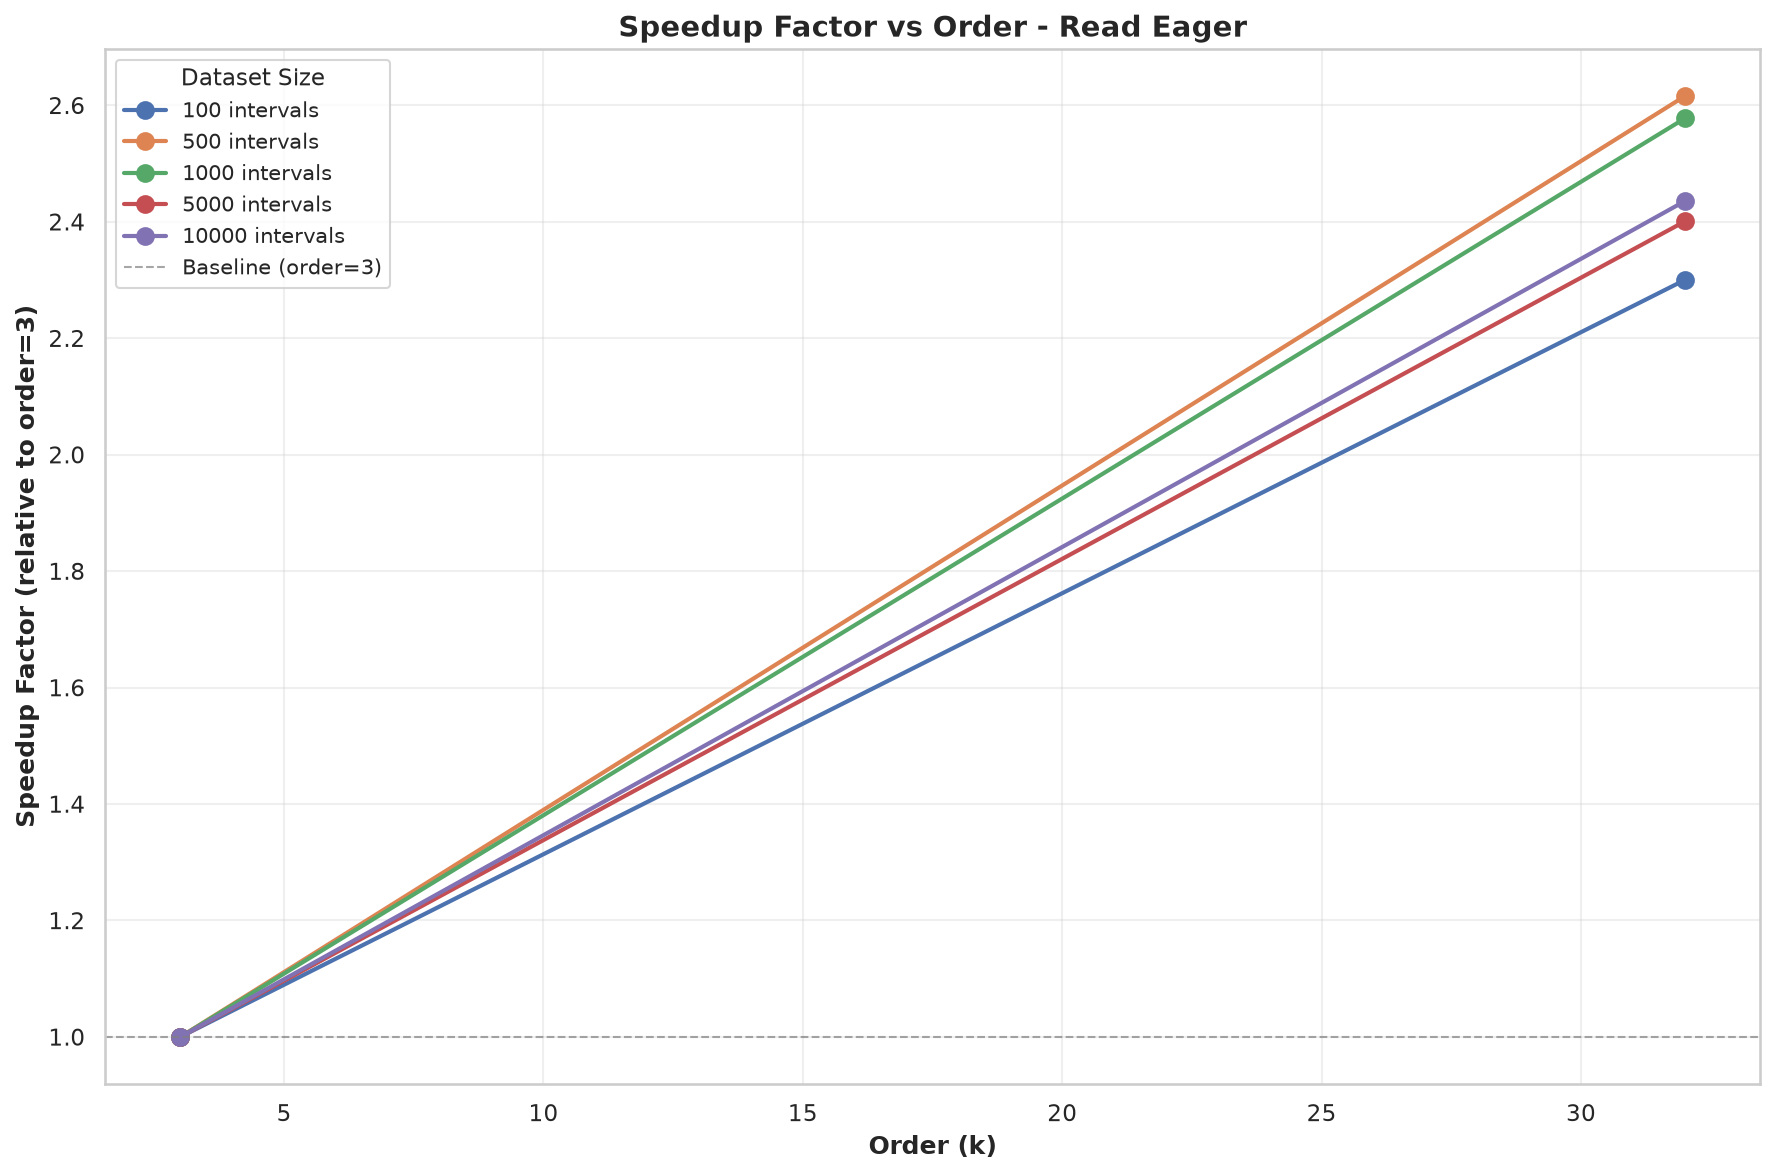 Speedup Factor vs Order - Read Eager
Dataset Size
100 intervals
500 intervals
1000 intervals
5000 intervals
10000 intervals
Baseline (order=3)
Speedup Factor (relative to order=3)
2.6
2.4
2.2
2.0
1.8
1.6
1.4
1.2
1.0
5 10 15 20 25 30
Order (k)